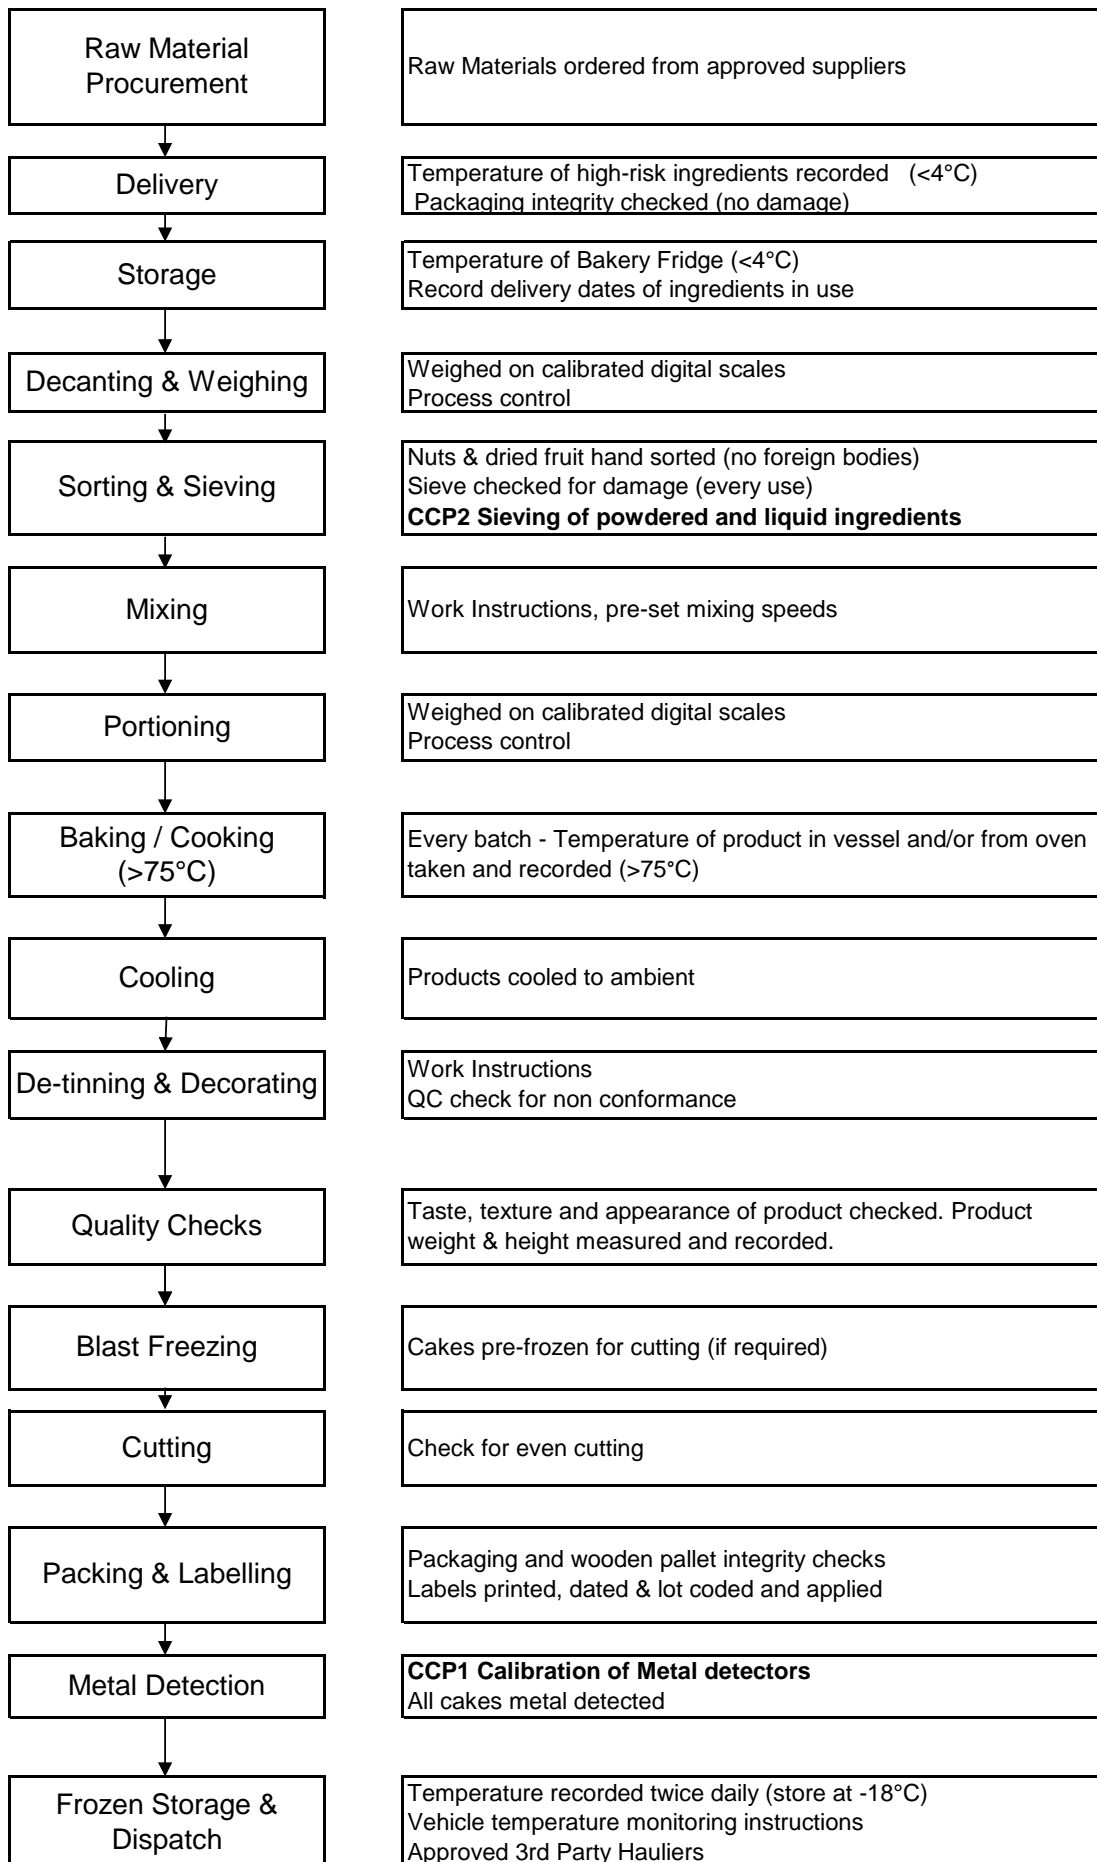 Raw Material
Procurement
Raw Materials ordered from approved suppliers
Delivery
Temperature of high-risk ingredients recorded (<4°C)
Packaging integrity checked (no damage)
Storage
Temperature of Bakery Fridge (<4°C)
Record delivery dates of ingredients in use
Decanting & Weighing
Weighed on calibrated digital scales
Process control
Sorting & Sieving
Nuts & dried fruit hand sorted (no foreign bodies)
Sieve checked for damage (every use)
CCP2 Sieving of powdered and liquid ingredients
Mixing
Work Instructions, pre-set mixing speeds
Portioning
Weighed on calibrated digital scales
Process control
Baking / Cooking
(>75°C)
Every batch - Temperature of product in vessel and/or from oven
taken and recorded (>75°C)
Cooling
Products cooled to ambient
De-tinning & Decorating
Work Instructions
QC check for non conformance
Quality Checks
Taste, texture and appearance of product checked. Product
weight & height measured and recorded.
Blast Freezing
Cakes pre-frozen for cutting (if required)
Cutting
Check for even cutting
Packing & Labelling
Packaging and wooden pallet integrity checks
Labels printed, dated & lot coded and applied
Metal Detection
CCP1 Calibration of Metal detectors
All cakes metal detected
Frozen Storage &
Dispatch
Temperature recorded twice daily (store at -18°C)
Vehicle temperature monitoring instructions
Approved 3rd Party Hauliers